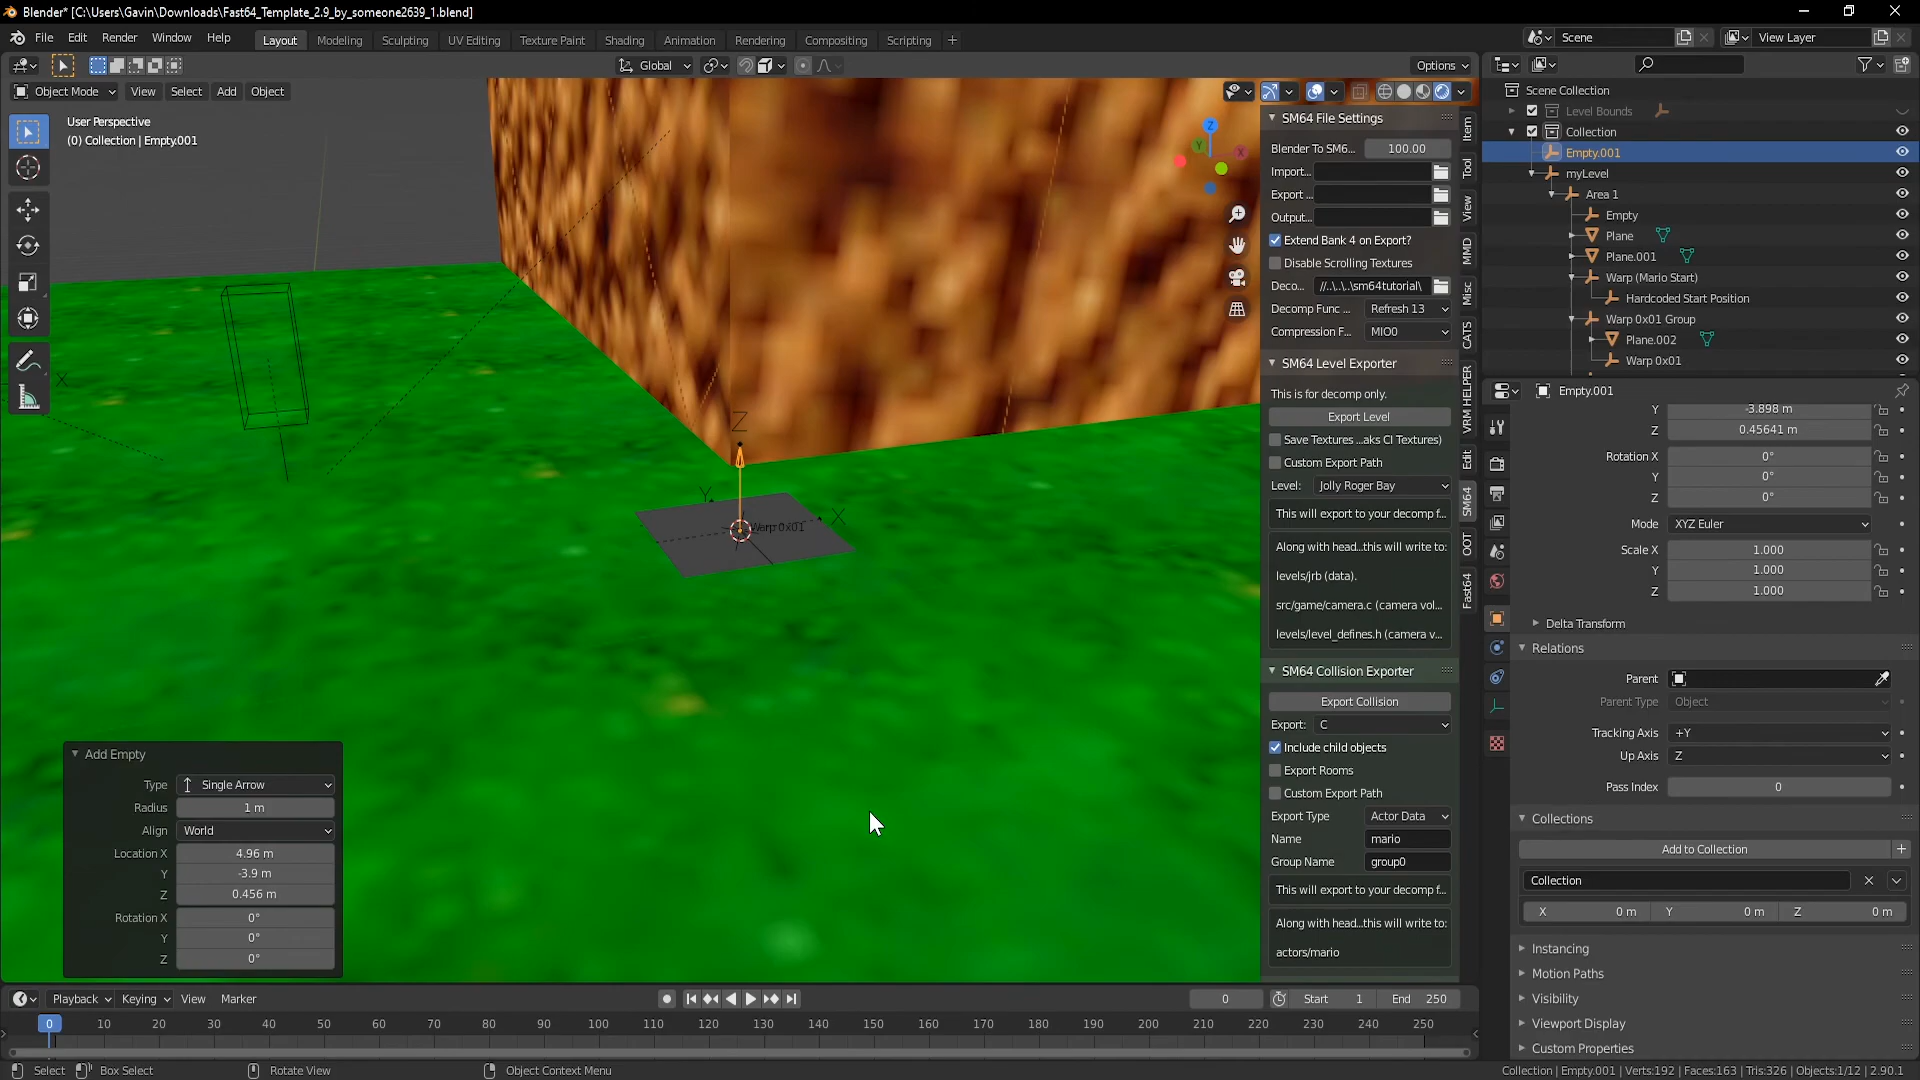 Blender* [C:\Users\Gavin\Downloads\Fast64_Template_2.9_by_someone2639_1.blend]
File Edit Render Window Help
Layout Modeling Sculpting UV Editing Texture Paint Shading Animation Rendering Compositing Scripting +
Scene
View Layer
Global
Options
Object Mode View Select Add Object
User Perspective
(0) Collection | Empty.001
X
Z
Y
X
Warp 0x01
Z
Y
X
Add Empty
Type Single Arrow
Radius 1 m
Align World
Location X 4.96 m
Y -3.9 m
Z 0.456 m
Rotation X 0°
Y 0°
Z 0°
SM64 File Settings
Blender To SM6... 100.00
Import...
Export ...
Output...
Extend Bank 4 on Export?
Disable Scrolling Textures
Deco... //..\..\..\sm64tutorial\
Decomp Func ... Refresh 13
Compression F... MIO0
SM64 Level Exporter
This is for decomp only.
Export Level
Save Textures ...aks CI Textures)
Custom Export Path
Level: Jolly Roger Bay
This will export to your decomp f...
Along with head...this will write to:
levels/jrb (data).
src/game/camera.c (camera vol...
levels/level_defines.h (camera v...
SM64 Collision Exporter
Export Collision
Export: C
Include child objects
Export Rooms
Custom Export Path
Export Type Actor Data
Name mario
Group Name group0
This will export to your decomp f...
Along with head...this will write to:
actors/mario
Item
Tool
View
MMD
Misc
CATS
VRM HELPER
Edit
SM64
OOT
Fast64
Scene Collection
Level Bounds
Collection
Empty.001
myLevel
Area 1
Empty
Plane
Plane.001
Warp (Mario Start)
Hardcoded Start Position
Warp 0x01 Group
Plane.002
Warp 0x01
Empty.001
Y -3.898 m
Z 0.45641 m
Rotation X 0°
Y 0°
Z 0°
Mode XYZ Euler
Scale X 1.000
Y 1.000
Z 1.000
Delta Transform
Relations
Parent
Parent Type Object
Tracking Axis +Y
Up Axis Z
Pass Index 0
Collections
Add to Collection +
Collection
X 0 m Y 0 m Z 0 m
Instancing
Motion Paths
Visibility
Viewport Display
Custom Properties
Playback Keying View Marker
0 Start 1 End 250
0 10 20 30 40 50 60 70 80 90 100 110 120 130 140 150 160 170 180 190 200 210 220 230 240 250
Select Box Select Rotate View Object Context Menu
Collection | Empty.001 | Verts:192 | Faces:163 | Tris:326 | Objects:1/12 | 2.90.1